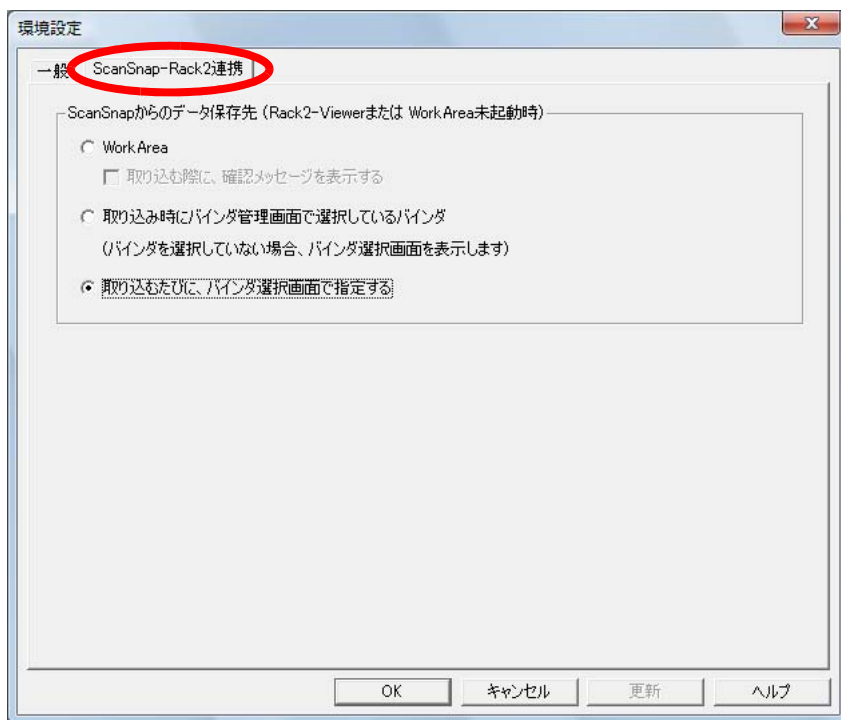 環境設定
一般 ScanSnap-Rack2連携
ScanSnapからのデータ保存先 (Rack2-Viewerまたは WorkArea未起動時)
WorkArea
取り込む際に、確認メッセージを表示する
取り込み時にバインダ管理画面で選択しているバインダ
(バインダを選択していない場合、バインダ選択画面を表示します)
取り込むたびに、バインダ選択画面で指定する
OK キャンセル 更新 ヘルプ